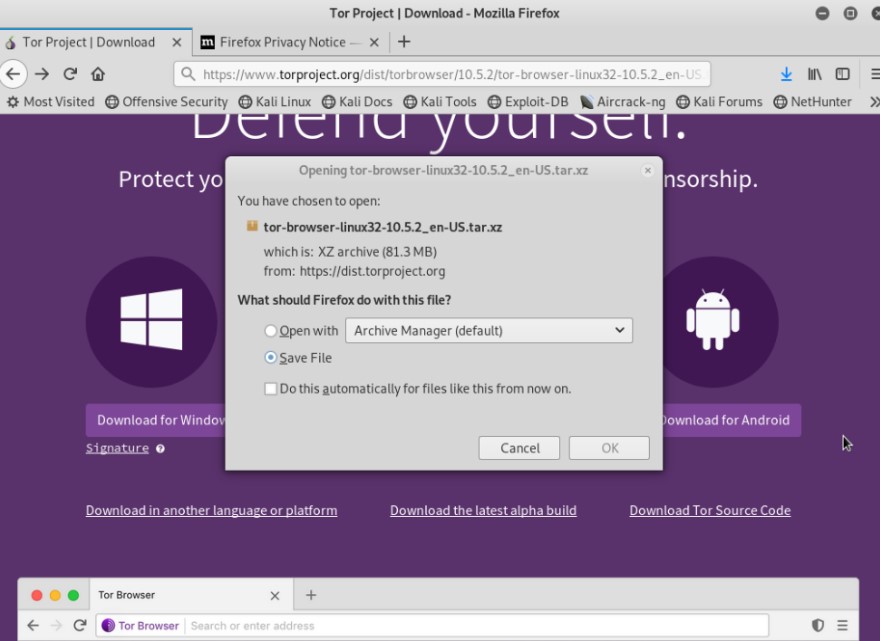 Tor Project | Download - Mozilla Firefox
Tor Project | Download
m Firefox Privacy Notice —
https://www.torproject.org/dist/torbrowser/10.5.2/tor-browser-linux32-10.5.2_en-US
Most Visited Offensive Security Kali Linux Kali Docs Kali Tools Exploit-DB Aircrack-ng Kali Forums NetHunter
Defend yourself.
Protect yo
nsorship.
Opening tor-browser-linux32-10.5.2_en-US.tar.xz
You have chosen to open:
tor-browser-linux32-10.5.2_en-US.tar.xz
which is: XZ archive (81.3 MB)
from: https://dist.torproject.org
What should Firefox do with this file?
Open with Archive Manager (default)
Save File
Do this automatically for files like this from now on.
Cancel OK
Download for Window
Download for Android
Signature ?
Download in another language or platform Download the latest alpha build Download Tor Source Code
Tor Browser
Tor Browser Search or enter address